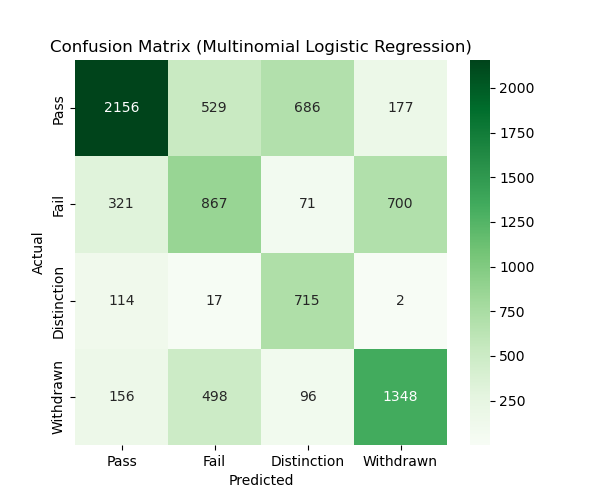 Confusion Matrix (Multinomial Logistic Regression)
Pass 2156 529 686 177
Fail 321 867 71 700
Distinction 114 17 715 2
Withdrawn 156 498 96 1348
Actual
Pass Fail Distinction Withdrawn
Predicted
2000
1750
1500
1250
1000
750
500
250